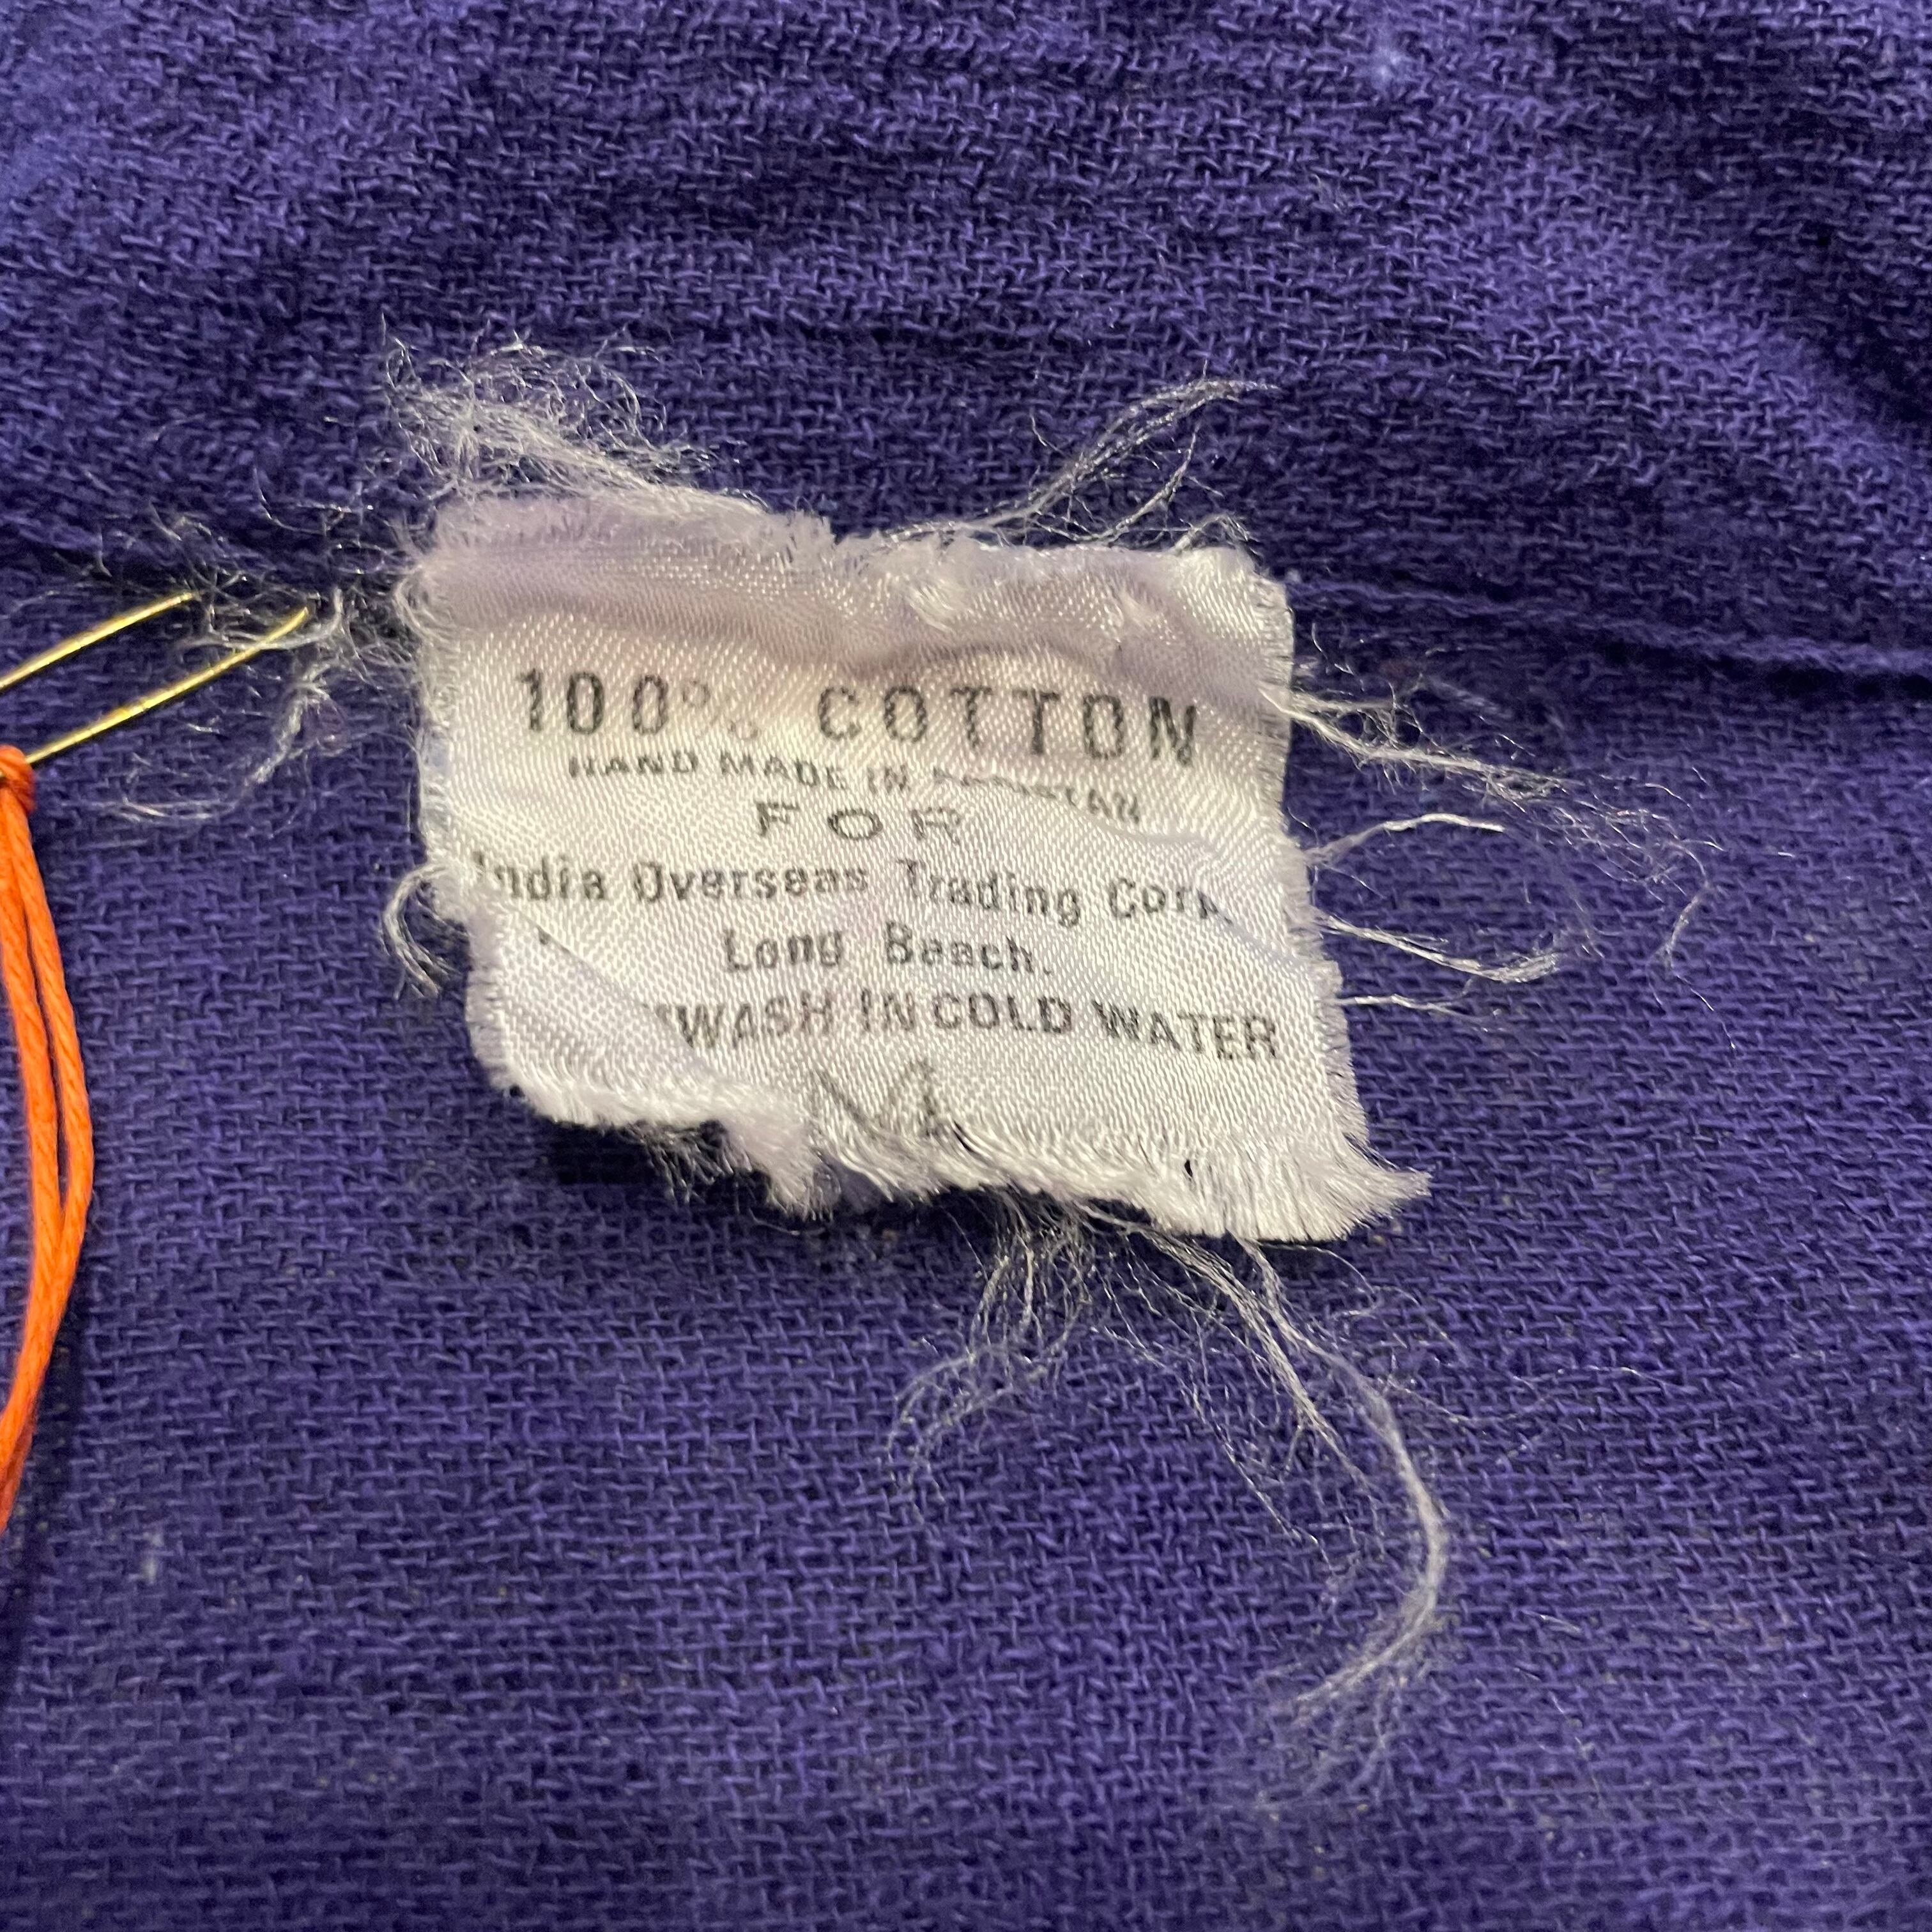 100% COTTON
HAND MADE IN
FOR
India Overseas Trading Corp
Long Beach.
WASH IN COLD WATER
M